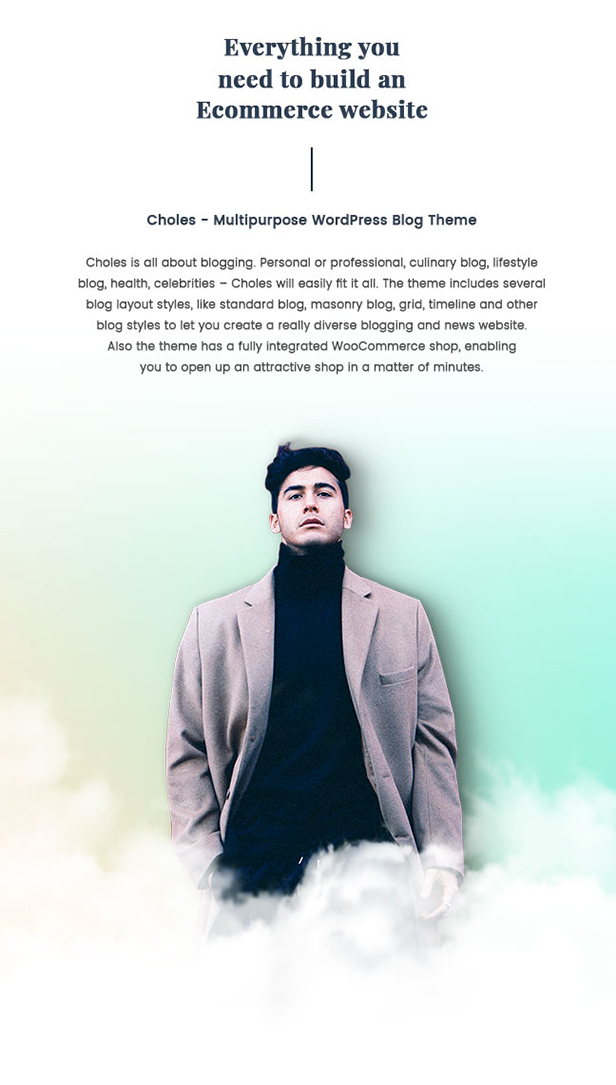 Everything you
need to build an
Ecommerce website
Choles - Multipurpose WordPress Blog Theme
Choles is all about blogging. Personal or professional, culinary blog, lifestyle
blog, health, celebrities – Choles will easily fit it all. The theme includes several
blog layout styles, like standard blog, masonry blog, grid, timeline and other
blog styles to let you create a really diverse blogging and news website.
Also the theme has a fully integrated WooCommerce shop, enabling
you to open up an attractive shop in a matter of minutes.